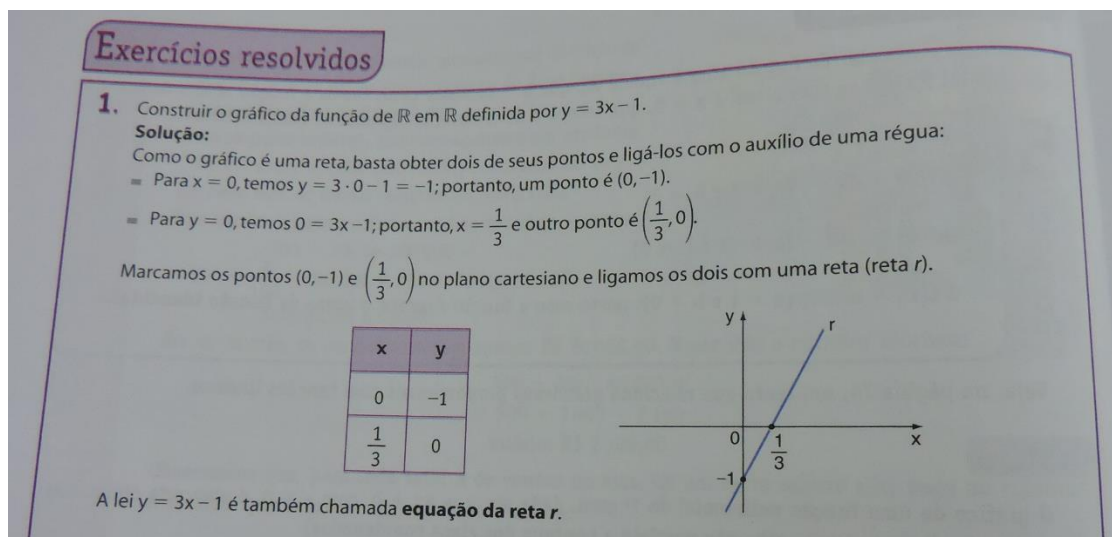 Exercícios resolvidos
1. Construir o gráfico da função de ℝ em ℝ definida por y = 3x − 1.
Solução:
Como o gráfico é uma reta, basta obter dois de seus pontos e ligá-los com o auxílio de uma régua:
Para x = 0, temos y = 3 · 0 − 1 = −1; portanto, um ponto é (0, −1).
Para y = 0, temos 0 = 3x −1; portanto, x = 1/3 e outro ponto é (1/3, 0).
Marcamos os pontos (0, −1) e (1/3, 0) no plano cartesiano e ligamos os dois com uma reta (reta r).
x y
0 −1
1/3 0
y
r
0
1/3
x
−1
A lei y = 3x − 1 é também chamada equação da reta r.